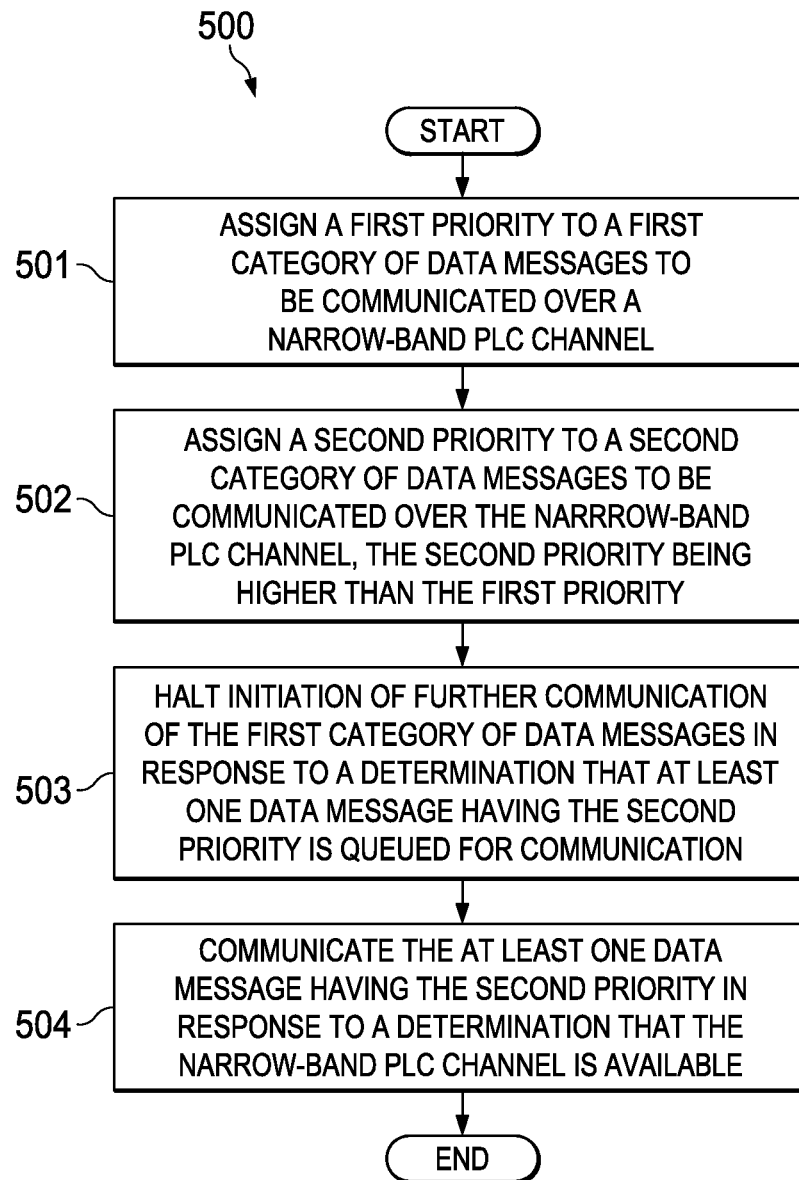 500
START
501
ASSIGN A FIRST PRIORITY TO A FIRST
CATEGORY OF DATA MESSAGES TO
BE COMMUNICATED OVER A
NARROW-BAND PLC CHANNEL
502
ASSIGN A SECOND PRIORITY TO A SECOND
CATEGORY OF DATA MESSAGES TO BE
COMMUNICATED OVER THE NARRROW-BAND
PLC CHANNEL, THE SECOND PRIORITY BEING
HIGHER THAN THE FIRST PRIORITY
503
HALT INITIATION OF FURTHER COMMUNICATION
OF THE FIRST CATEGORY OF DATA MESSAGES IN
RESPONSE TO A DETERMINATION THAT AT LEAST
ONE DATA MESSAGE HAVING THE SECOND
PRIORITY IS QUEUED FOR COMMUNICATION
504
COMMUNICATE THE AT LEAST ONE DATA
MESSAGE HAVING THE SECOND PRIORITY IN
RESPONSE TO A DETERMINATION THAT THE
NARROW-BAND PLC CHANNEL IS AVAILABLE
END